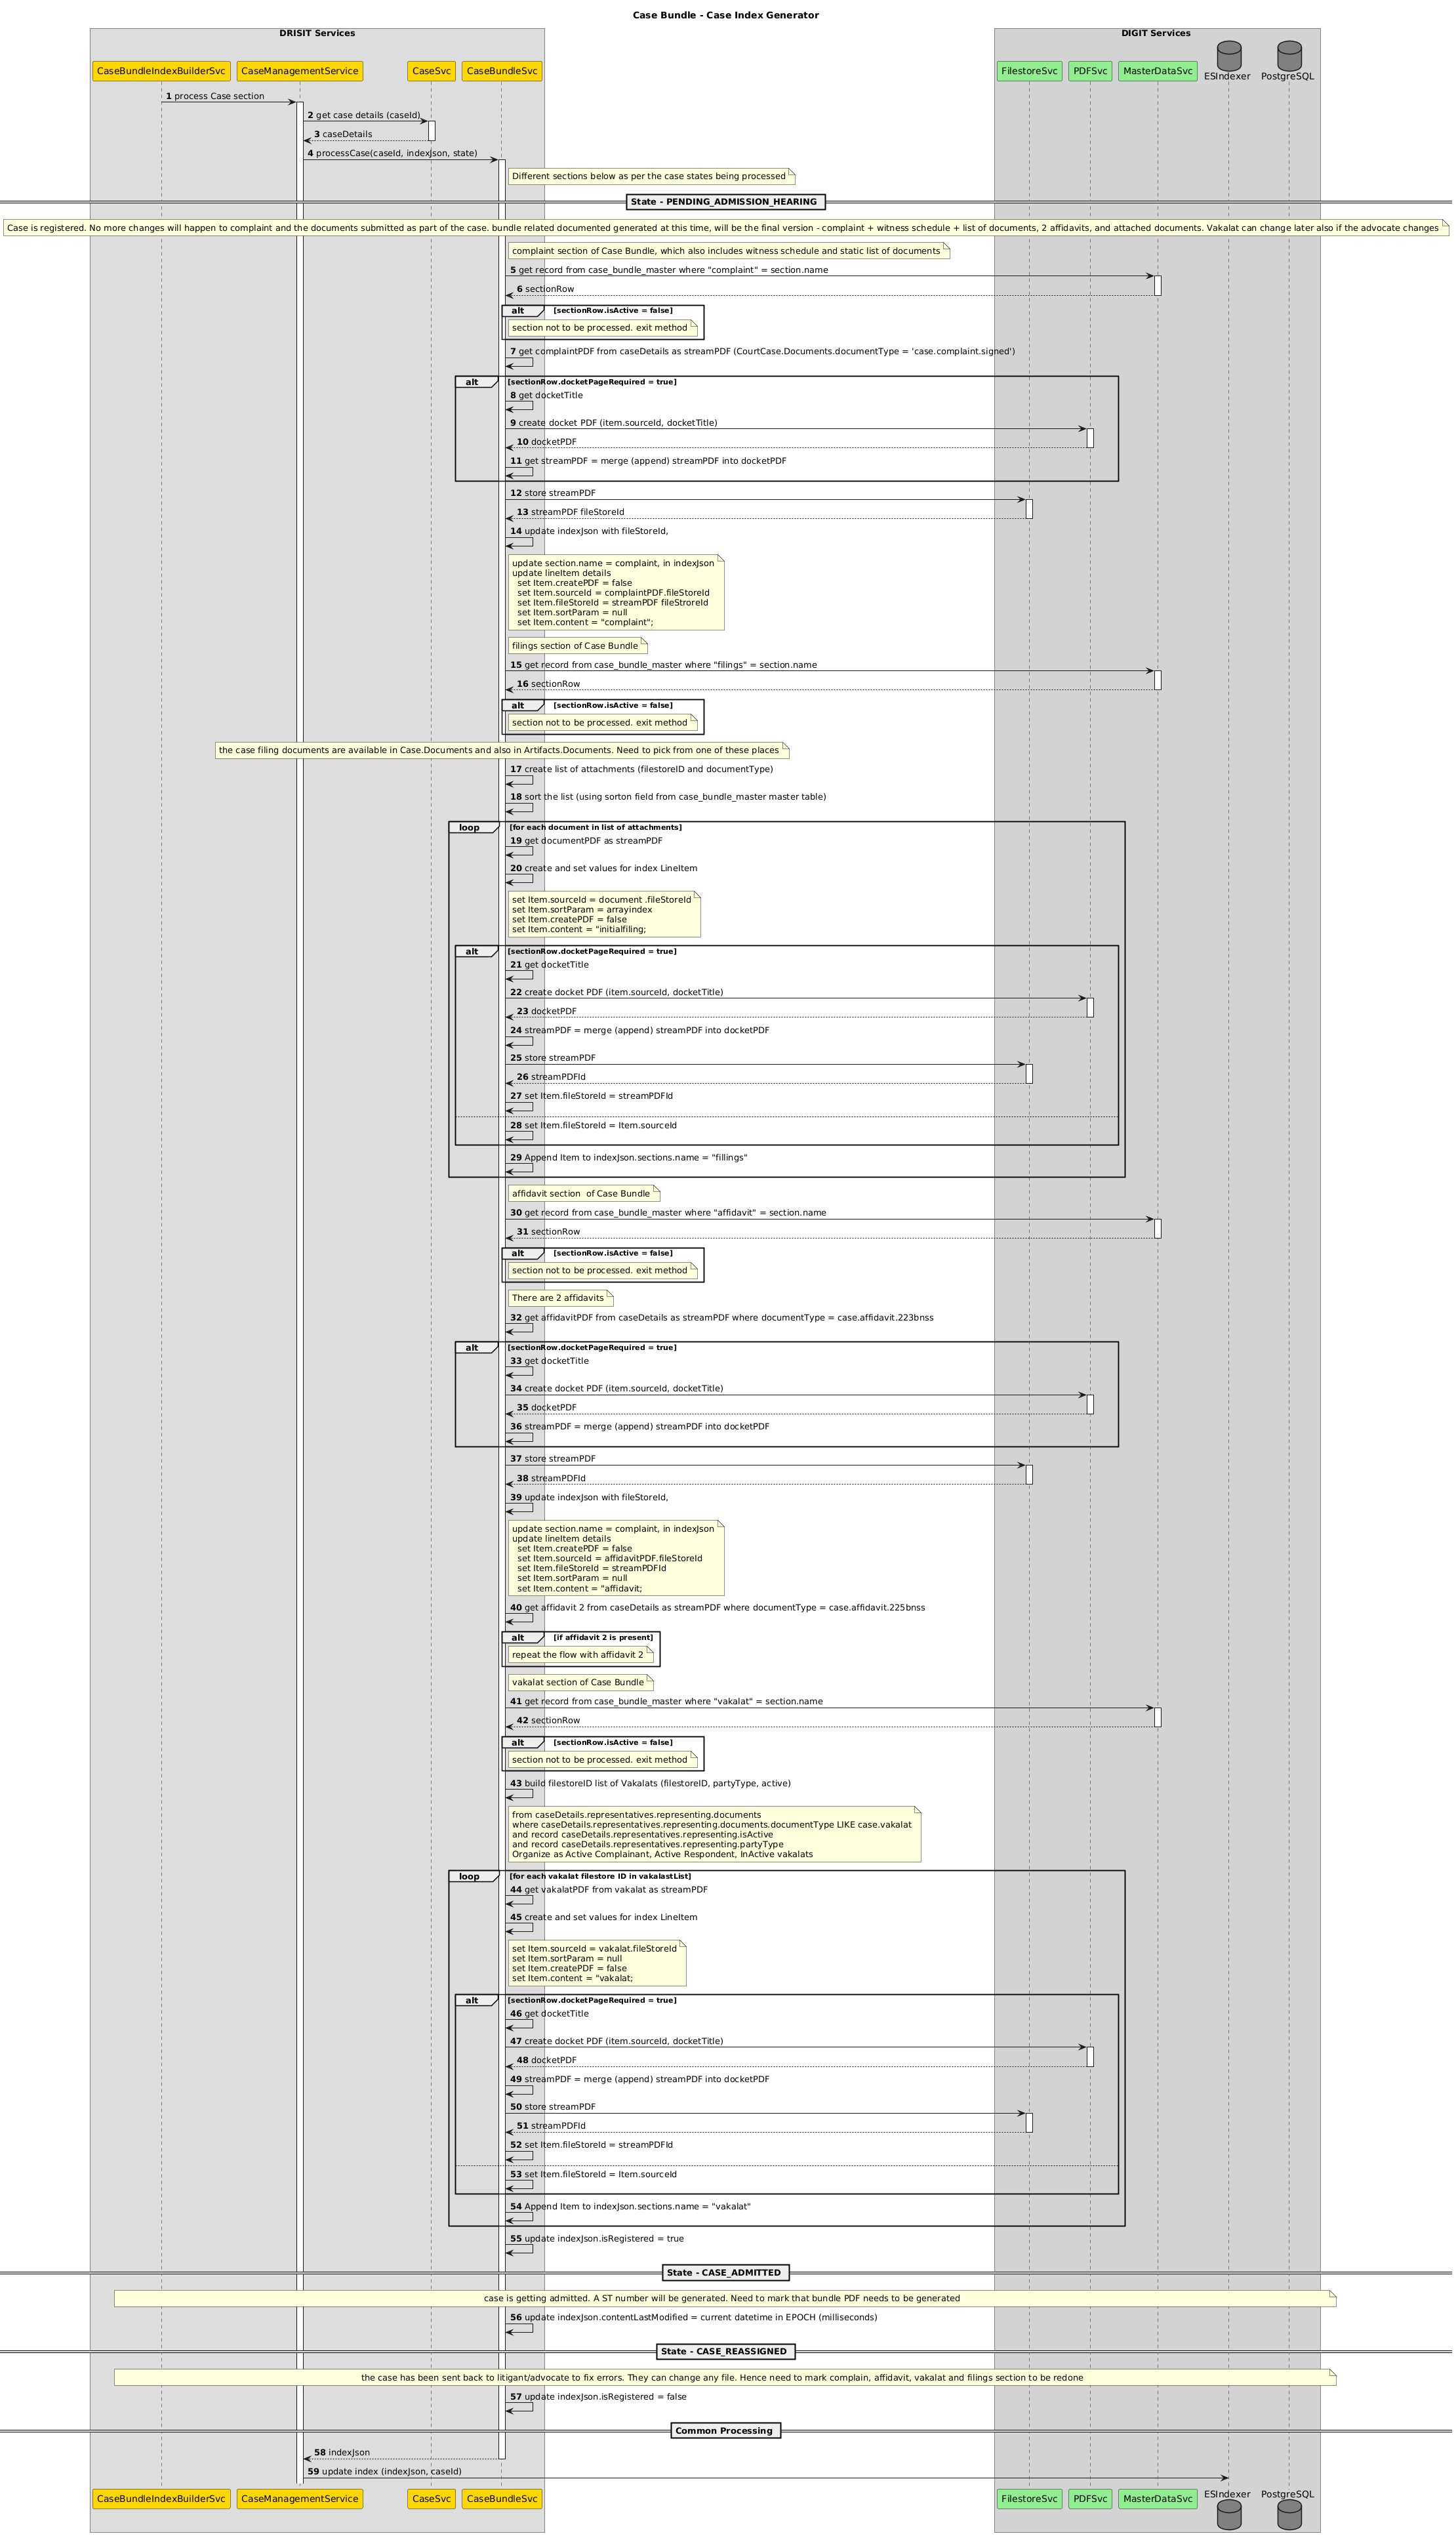 Case Bundle - Case Index Generator
DRISIT Services
DIGIT Services
CaseBundleIndexBuilderSvc
CaseManagementService
CaseSvc
CaseBundleSvc
FilestoreSvc
PDFSvc
MasterDataSvc
ESIndexer
PostgreSQL
1 process Case section
2 get case details (caseId)
3 caseDetails
4 processCase(caseId, indexJson, state)
Different sections below as per the case states being processed
State - PENDING_ADMISSION_HEARING
Case is registered. No more changes will happen to complaint and the documents submitted as part of the case. bundle related documented generated at this time, will be the final version - complaint + witness schedule + list of documents, 2 affidavits, and attached documents. Vakalat can change later also if the advocate changes
complaint section of Case Bundle, which also includes witness schedule and static list of documents
5 get record from case_bundle_master where "complaint" = section.name
6 sectionRow
alt [sectionRow.isActive = false]
section not to be processed. exit method
7 get complaintPDF from caseDetails as streamPDF (CourtCase.Documents.documentType = 'case.complaint.signed')
alt [sectionRow.docketPageRequired = true]
8 get docketTitle
9 create docket PDF (item.sourceId, docketTitle)
10 docketPDF
11 get streamPDF = merge (append) streamPDF into docketPDF
12 store streamPDF
13 streamPDF fileStoreId
14 update indexJson with fileStoreId,
update section.name = complaint, in indexJson
update lineItem details
set Item.createPDF = false
set Item.sourceId = complaintPDF.fileStoreId
set Item.fileStoreId = streamPDF fileStroreId
set Item.sortParam = null
set Item.content = "complaint";
filings section of Case Bundle
15 get record from case_bundle_master where "filings" = section.name
16 sectionRow
alt [sectionRow.isActive = false]
section not to be processed. exit method
the case filing documents are available in Case.Documents and also in Artifacts.Documents. Need to pick from one of these places
17 create list of attachments (filestoreID and documentType)
18 sort the list (using sorton field from case_bundle_master master table)
loop [for each document in list of attachments]
19 get documentPDF as streamPDF
20 create and set values for index LineItem
set Item.sourceId = document .fileStoreId
set Item.sortParam = arrayindex
set Item.createPDF = false
set Item.content = "initialfiling;
alt [sectionRow.docketPageRequired = true]
21 get docketTitle
22 create docket PDF (item.sourceId, docketTitle)
23 docketPDF
24 streamPDF = merge (append) streamPDF into docketPDF
25 store streamPDF
26 streamPDFId
27 set Item.fileStoreId = streamPDFId
28 set Item.fileStoreId = Item.sourceId
29 Append Item to indexJson.sections.name = "fillings"
affidavit section  of Case Bundle
30 get record from case_bundle_master where "affidavit" = section.name
31 sectionRow
alt [sectionRow.isActive = false]
section not to be processed. exit method
There are 2 affidavits
32 get affidavitPDF from caseDetails as streamPDF where documentType = case.affidavit.223bnss
alt [sectionRow.docketPageRequired = true]
33 get docketTitle
34 create docket PDF (item.sourceId, docketTitle)
35 docketPDF
36 streamPDF = merge (append) streamPDF into docketPDF
37 store streamPDF
38 streamPDFId
39 update indexJson with fileStoreId,
update section.name = complaint, in indexJson
update lineItem details
set Item.createPDF = false
set Item.sourceId = affidavitPDF.fileStoreId
set Item.fileStoreId = streamPDFId
set Item.sortParam = null
set Item.content = "affidavit;
40 get affidavit 2 from caseDetails as streamPDF where documentType = case.affidavit.225bnss
alt [if affidavit 2 is present]
repeat the flow with affidavit 2
vakalat section of Case Bundle
41 get record from case_bundle_master where "vakalat" = section.name
42 sectionRow
alt [sectionRow.isActive = false]
section not to be processed. exit method
43 build filestoreID list of Vakalats (filestoreID, partyType, active)
from caseDetails.representatives.representing.documents
where caseDetails.representatives.representing.documents.documentType LIKE case.vakalat
and record caseDetails.representatives.representing.isActive
and record caseDetails.representatives.representing.partyType
Organize as Active Complainant, Active Respondent, InActive vakalats
loop [for each vakalat filestore ID in vakalastList]
44 get vakalatPDF from vakalat as streamPDF
45 create and set values for index LineItem
set Item.sourceId = vakalat.fileStoreId
set Item.sortParam = null
set Item.createPDF = false
set Item.content = "vakalat;
alt [sectionRow.docketPageRequired = true]
46 get docketTitle
47 create docket PDF (item.sourceId, docketTitle)
48 docketPDF
49 streamPDF = merge (append) streamPDF into docketPDF
50 store streamPDF
51 streamPDFId
52 set Item.fileStoreId = streamPDFId
53 set Item.fileStoreId = Item.sourceId
54 Append Item to indexJson.sections.name = "vakalat"
55 update indexJson.isRegistered = true
State - CASE_ADMITTED
case is getting admitted. A ST number will be generated. Need to mark that bundle PDF needs to be generated
56 update indexJson.contentLastModified = current datetime in EPOCH (milliseconds)
State - CASE_REASSIGNED
the case has been sent back to litigant/advocate to fix errors. They can change any file. Hence need to mark complain, affidavit, vakalat and filings section to be redone
57 update indexJson.isRegistered = false
Common Processing
58 indexJson
59 update index (indexJson, caseId)
CaseBundleIndexBuilderSvc
CaseManagementService
CaseSvc
CaseBundleSvc
FilestoreSvc
PDFSvc
MasterDataSvc
ESIndexer
PostgreSQL